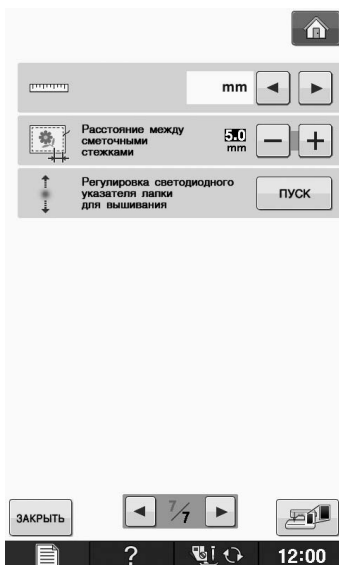 mm
Расстояние между
сметочными
стежками
5.0
mm
Регулировка светодиодного
указателя лапки
для вышивания
ПУСК
ЗАКРЫТЬ
7/7
?
12:00